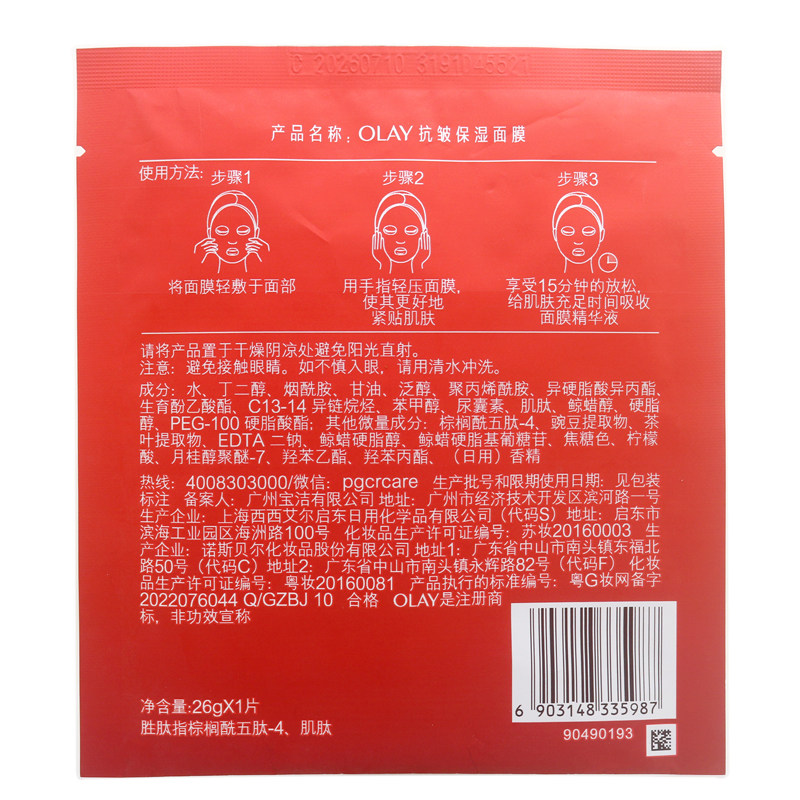 C 20260710 3191045521
产品名称：OLAY 抗皱保湿面膜
使用方法: 步骤1
步骤2
步骤3
将面膜轻敷于面部
用手指轻压面膜，
使其更好地
紧贴肌肤
享受15分钟的放松，
给肌肤充足时间吸收
面膜精华液
请将产品置于干燥阴凉处避免阳光直射。
注意：避免接触眼睛。如不慎入眼，请用清水冲洗。
成分：水、丁二醇、烟酰胺、甘油、泛醇、聚丙烯酰胺、异硬脂酸异丙酯、
生育酚乙酸酯、C13-14 异链烷烃、苯甲醇、尿囊素、肌肽、鲸蜡醇、硬脂
醇、PEG-100 硬脂酸酯；其他微量成分：棕榈酰五肽-4、豌豆提取物、茶
叶提取物、EDTA 二钠、鲸蜡硬脂醇、鲸蜡硬脂基葡糖苷、焦糖色、柠檬
酸、月桂醇聚醚-7、羟苯乙酯、羟苯丙酯、（日用）香精
热线：4008303000/微信：pgcrcare 生产批号和限期使用日期：见包装
标注 备案人：广州宝洁有限公司 地址：广州市经济技术开发区滨河路一号
生产企业：上海西西艾尔启东日用化学品有限公司（代码S）地址：启东市
滨海工业园区海洲路100号 化妆品生产许可证编号：苏妆20160003 生
产企业：诺斯贝尔化妆品股份有限公司 地址1：广东省中山市南头镇东福北
路50号（代码C）地址2：广东省中山市南头镇永辉路82号（代码F）化妆
品生产许可证编号：粤妆20160081 产品执行的标准编号：粤G妆网备字
2022076044 Q/GZBJ 10 合格 OLAY是注册商
标，非功效宣称
净含量:26gX1片
胜肽指棕榈酰五肽-4、肌肽
6 903148 335987
90490193